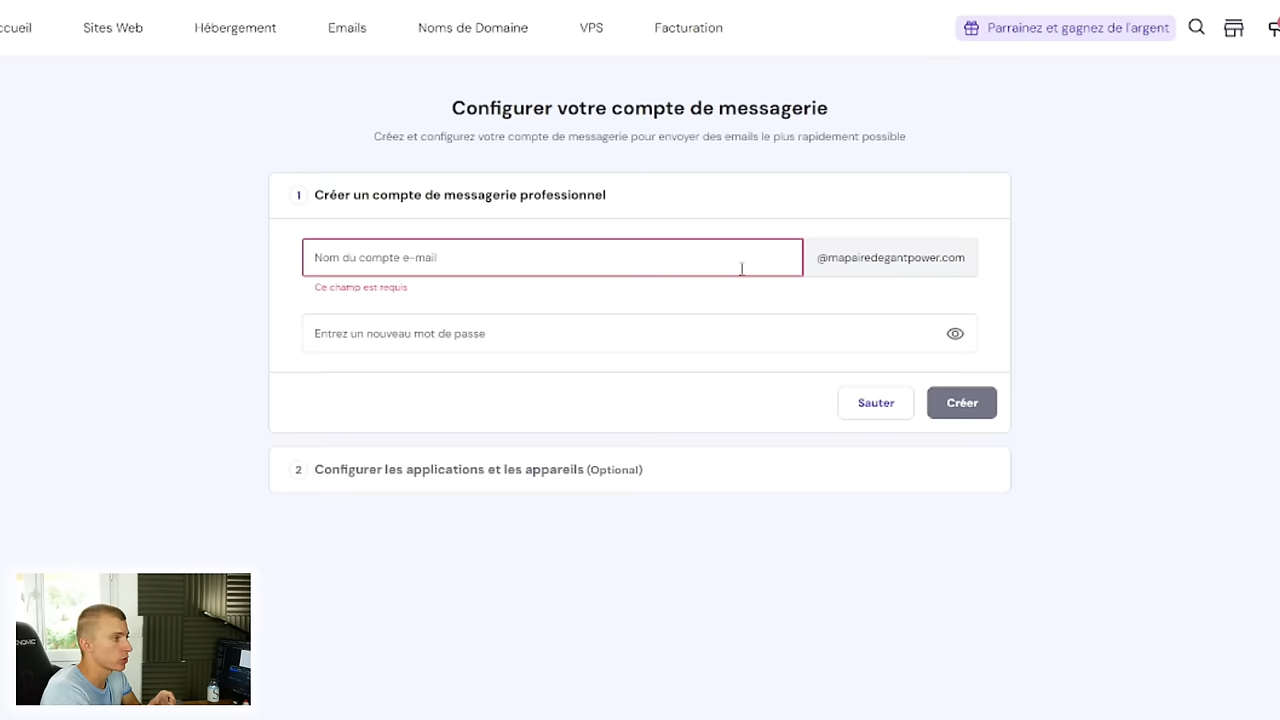 ccueil
Sites Web
Hébergement
Emails
Noms de Domaine
VPS
Facturation
Parrainez et gagnez de l'argent
Configurer votre compte de messagerie
Créez et configurez votre compte de messagerie pour envoyer des emails le plus rapidement possible
1 Créer un compte de messagerie professionnel
Nom du compte e-mail
@mapairedegantpower.com
Ce champ est requis
Entrez un nouveau mot de passe
Sauter
Créer
2 Configurer les applications et les appareils (Optional)